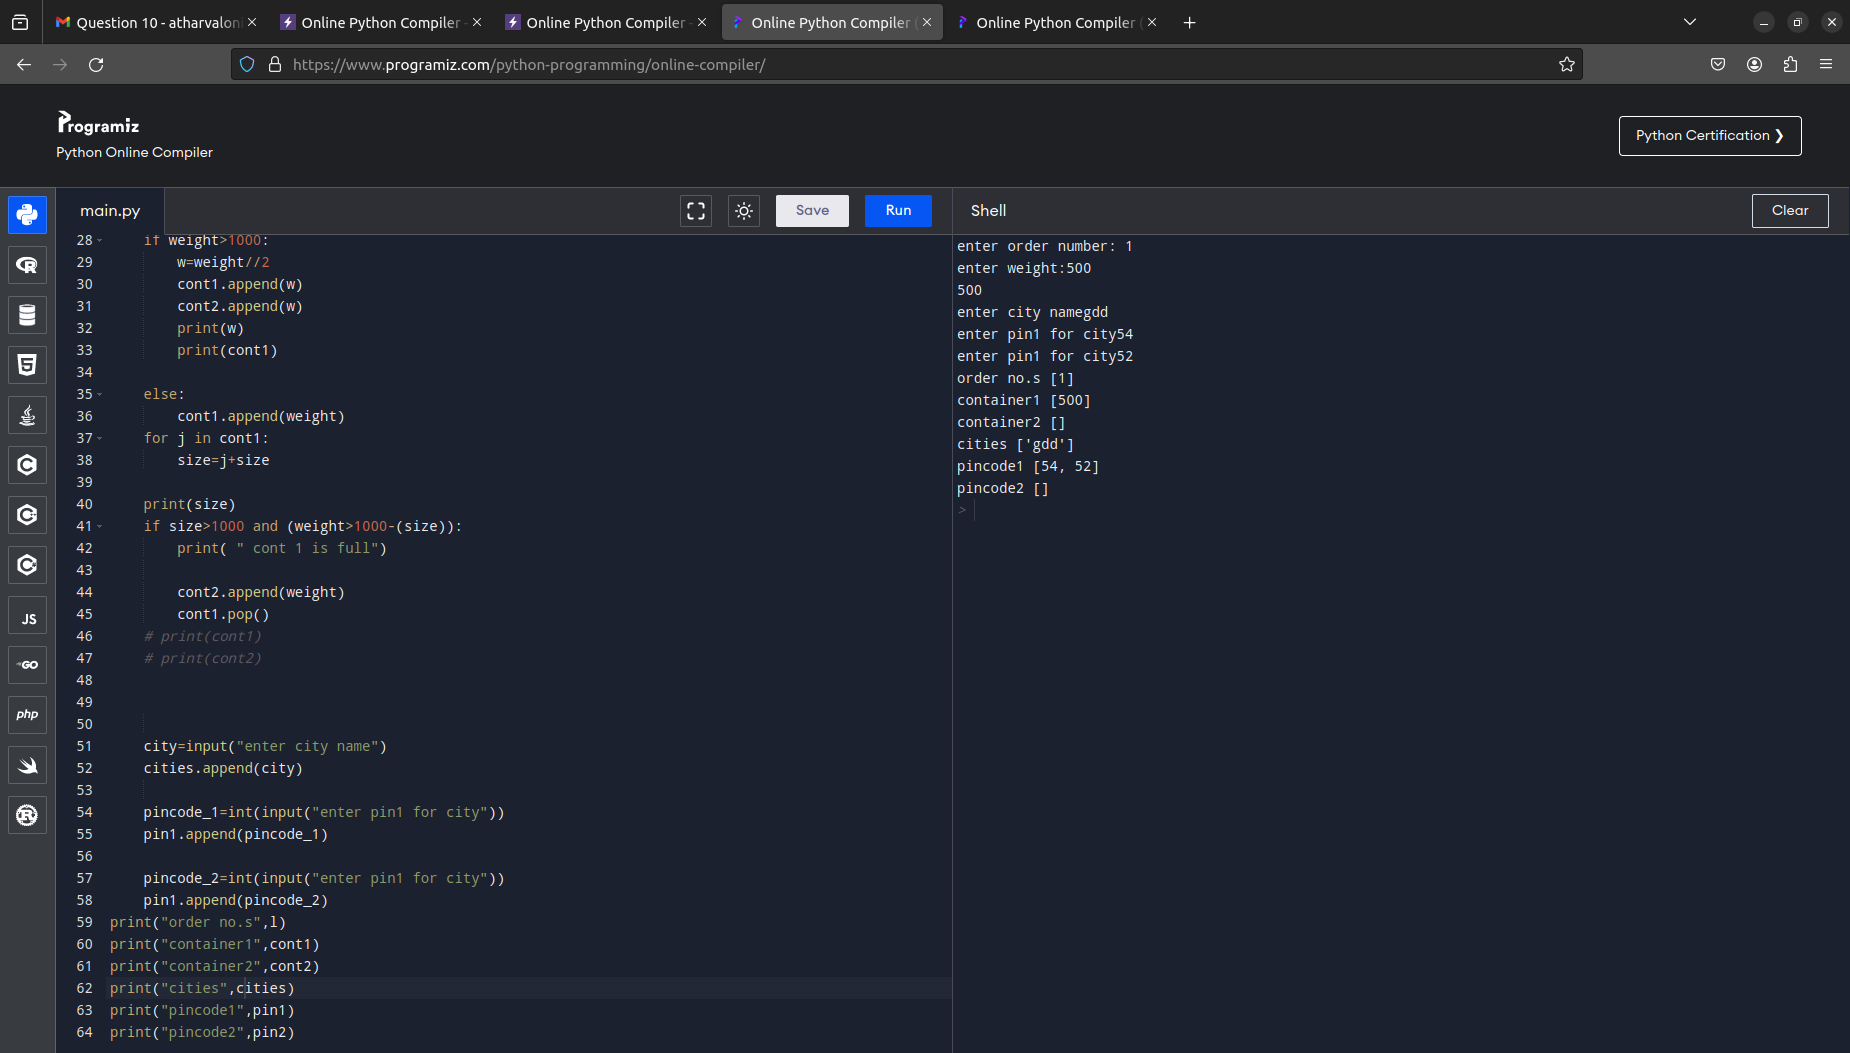 Question 10 - atharvalon
Online Python Compiler -
Online Python Compiler -
Online Python Compiler (
Online Python Compiler (
https://www.programiz.com/python-programming/online-compiler/
Programiz
Python Online Compiler
Python Certification ❯
main.py
Save
Run
Shell
Clear
JS
GO
php
28 if weight>1000:
29 w=weight//2
30 cont1.append(w)
31 cont2.append(w)
32 print(w)
33 print(cont1)
34
35 else:
36 cont1.append(weight)
37 for j in cont1:
38 size=j+size
39
40 print(size)
41 if size>1000 and (weight>1000-(size)):
42 print( " cont 1 is full")
43
44 cont2.append(weight)
45 cont1.pop()
46 # print(cont1)
47 # print(cont2)
48
49
50
51 city=input("enter city name")
52 cities.append(city)
53
54 pincode_1=int(input("enter pin1 for city"))
55 pin1.append(pincode_1)
56
57 pincode_2=int(input("enter pin1 for city"))
58 pin1.append(pincode_2)
59 print("order no.s",l)
60 print("container1",cont1)
61 print("container2",cont2)
62 print("cities",cities)
63 print("pincode1",pin1)
64 print("pincode2",pin2)
enter order number: 1
enter weight:500
500
enter city namegdd
enter pin1 for city54
enter pin1 for city52
order no.s [1]
container1 [500]
container2 []
cities ['gdd']
pincode1 [54, 52]
pincode2 []
>